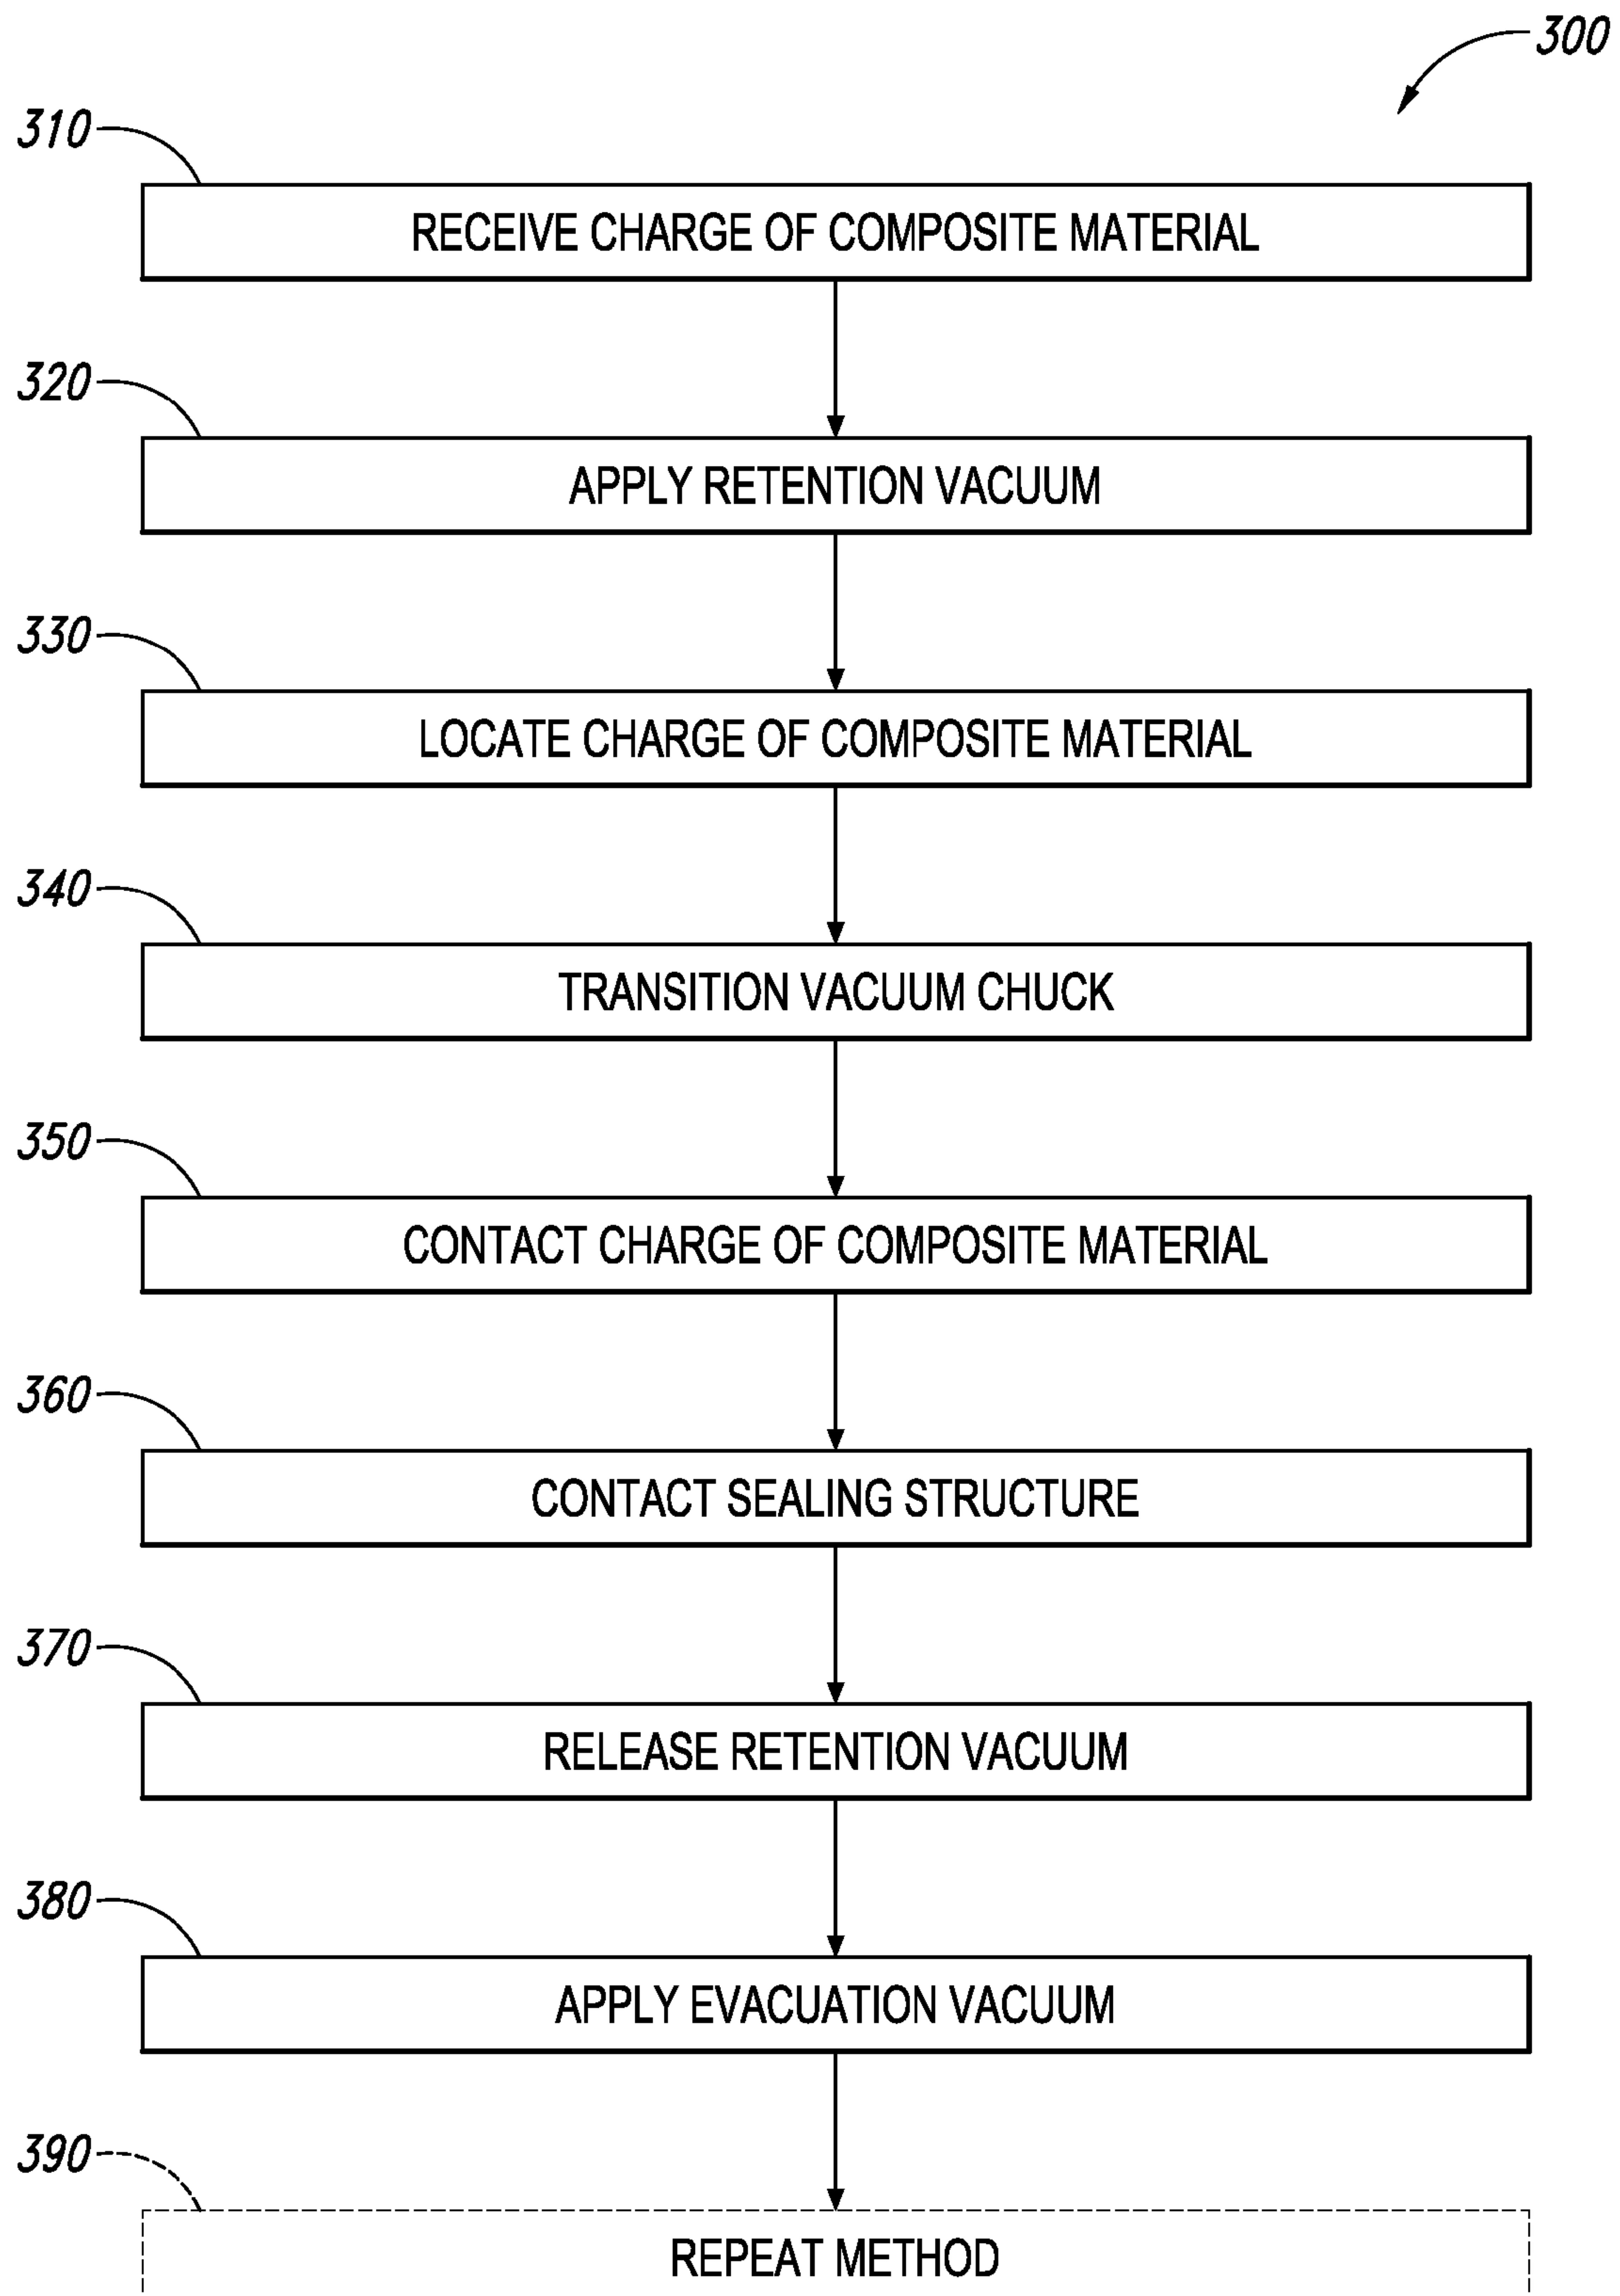 300
310
RECEIVE CHARGE OF COMPOSITE MATERIAL
320
APPLY RETENTION VACUUM
330
LOCATE CHARGE OF COMPOSITE MATERIAL
340
TRANSITION VACUUM CHUCK
350
CONTACT CHARGE OF COMPOSITE MATERIAL
360
CONTACT SEALING STRUCTURE
370
RELEASE RETENTION VACUUM
380
APPLY EVACUATION VACUUM
390
REPEAT METHOD